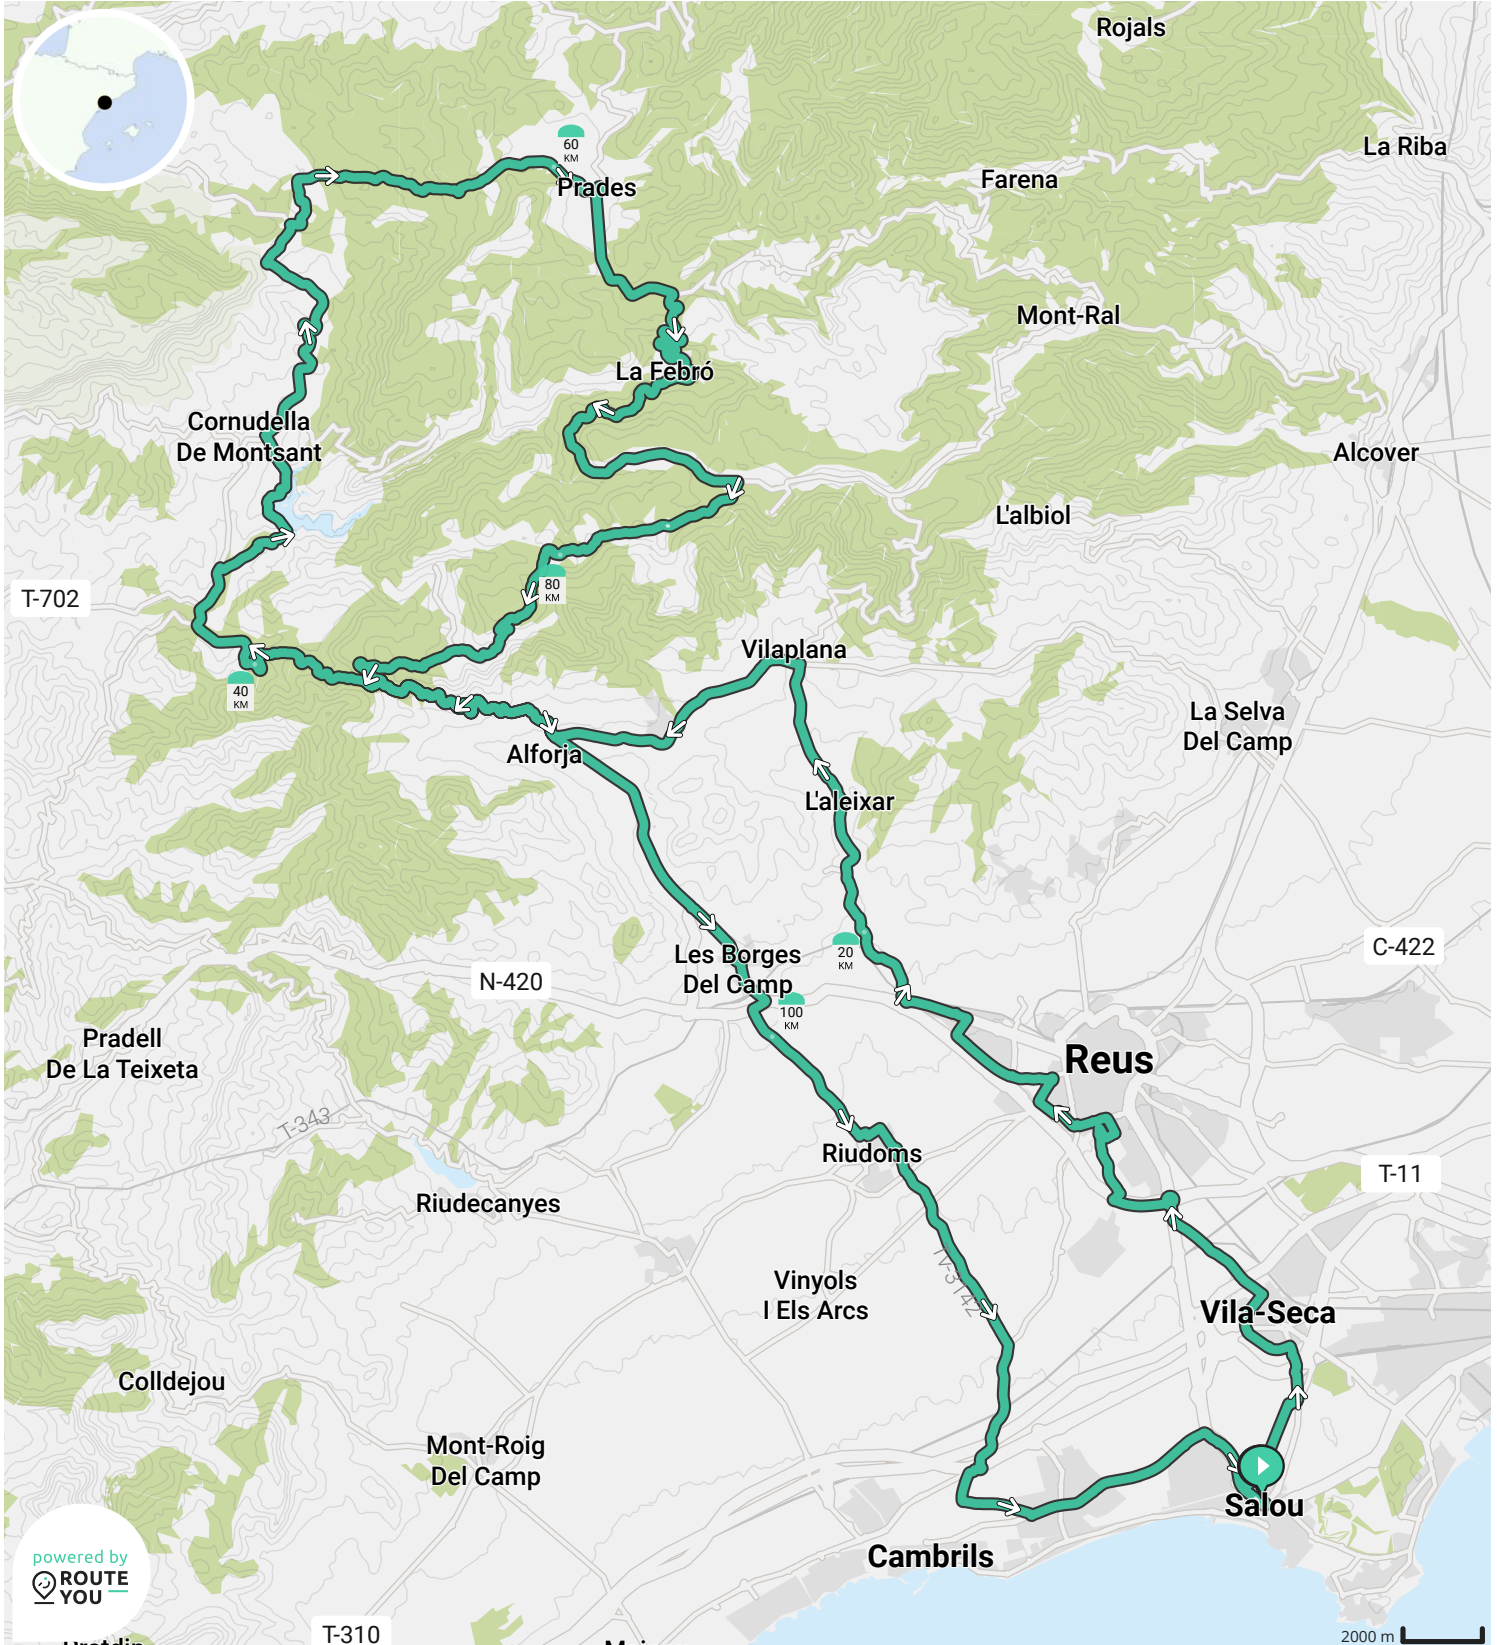 Rojals
La Riba
60
KM
Farena
Prades
Mont-Ral
La Febró
Cornudella
De Montsant
Alcover
L'albiol
T-702
80
KM
Vilaplana
40
KM
La Selva
Del Camp
Alforja
L'aleixar
20
KM
C-422
Les Borges
Del Camp
N-420
100
KM
Pradell
De La Teixeta
Reus
T-343
Riudoms
T-11
Riudecanyes
TV-3142
Vinyols
I Els Arcs
Vila-Seca
Colldejou
Mont-Roig
Del Camp
Salou
Cambrils
powered by
ROUTE
YOU
T-310
2000 m